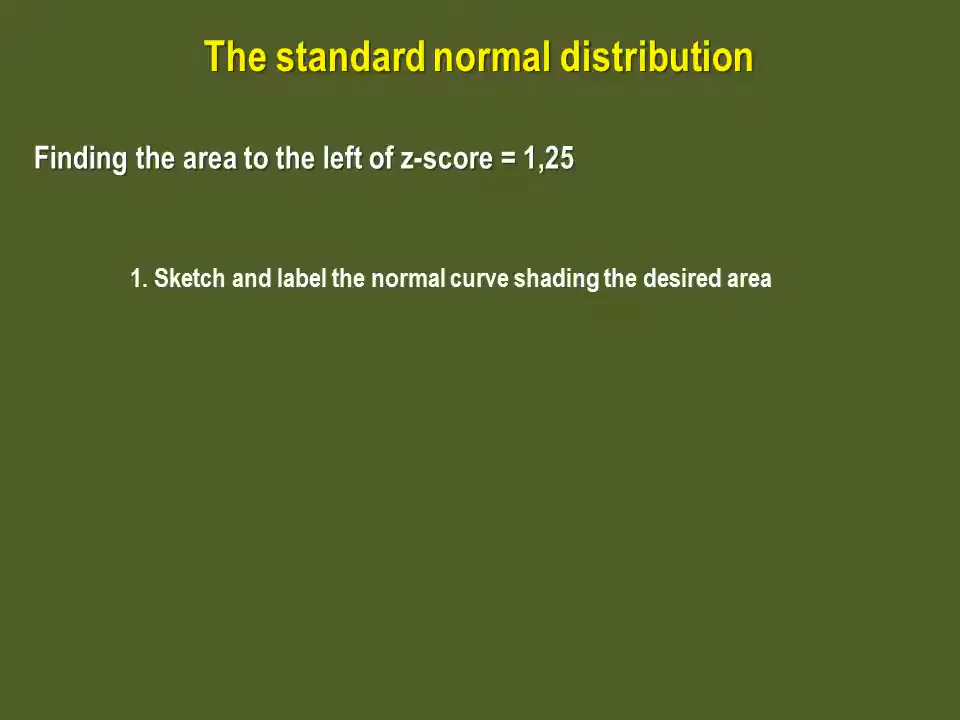 The standard normal distribution
Finding the area to the left of z-score = 1,25
1. Sketch and label the normal curve shading the desired area